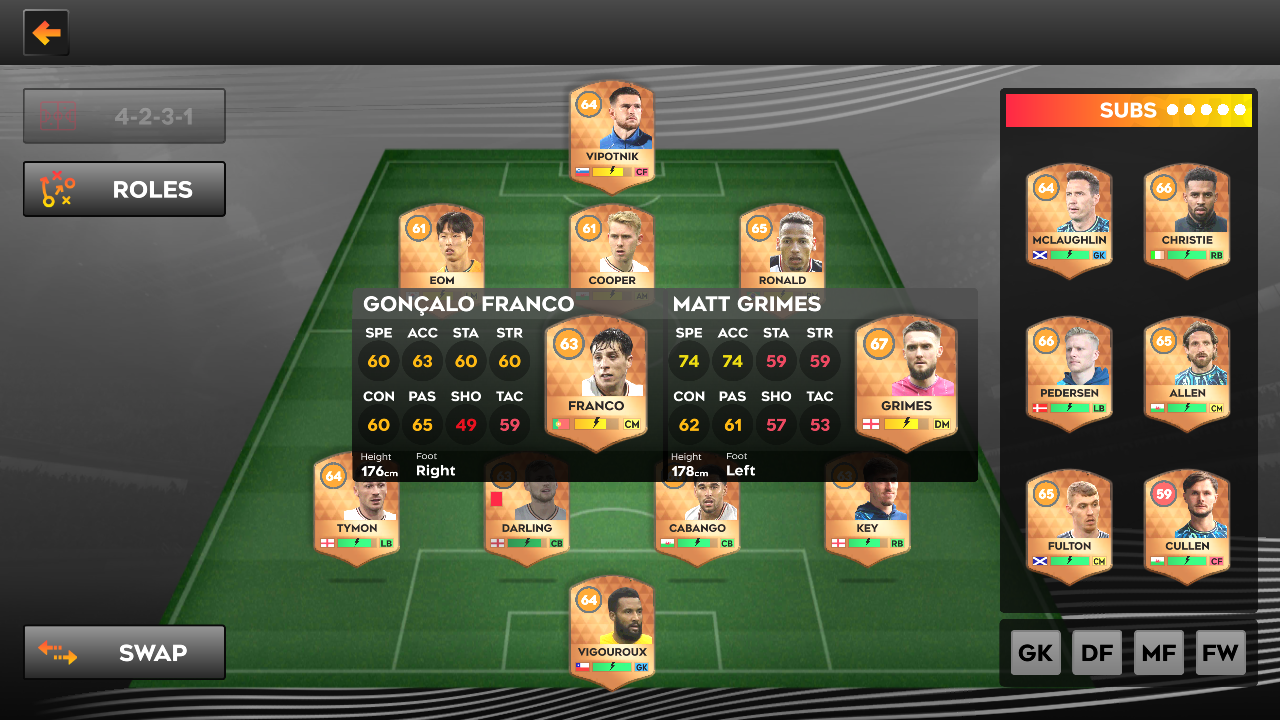 4-2-3-1
ROLES
SWAP
64
VIPOTNIK
CF
61
EOM
61
COOPER
AM
65
RONALD
GONÇALO FRANCO
SPE ACC STA STR
60 63 60 60
CON PAS SHO TAC
60 65 49 59
Height
176cm
Foot
Right
63
FRANCO
CM
MATT GRIMES
SPE ACC STA STR
74 74 59 59
CON PAS SHO TAC
62 61 57 53
Height
178cm
Foot
Left
67
GRIMES
DM
64
TYMON
LB
DARLING
CB
CABANGO
CB
KEY
RB
64
VIGOUROUX
GK
SUBS
64
MCLAUGHLIN
GK
66
CHRISTIE
RB
66
PEDERSEN
LB
65
ALLEN
CM
65
FULTON
CM
59
CULLEN
CF
GK DF MF FW